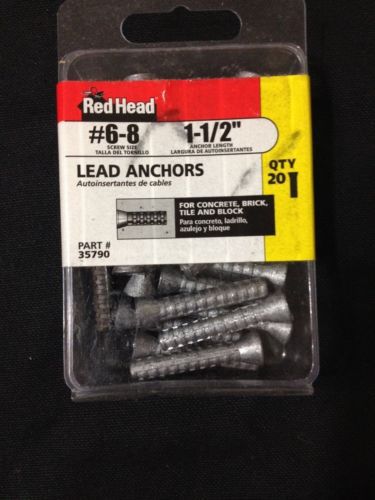 Red Head
#6-8
SCREW SIZE
TALLA DEL TORNILLO
1-1/2"
ANCHOR LENGTH
LARGURA DE AUTOINSERTANTES
LEAD ANCHORS
Autoinsertantes de cables
QTY
20
FOR CONCRETE, BRICK,
TILE AND BLOCK
Para concreto, ladrillo,
azulejo y bloque
PART #
35790